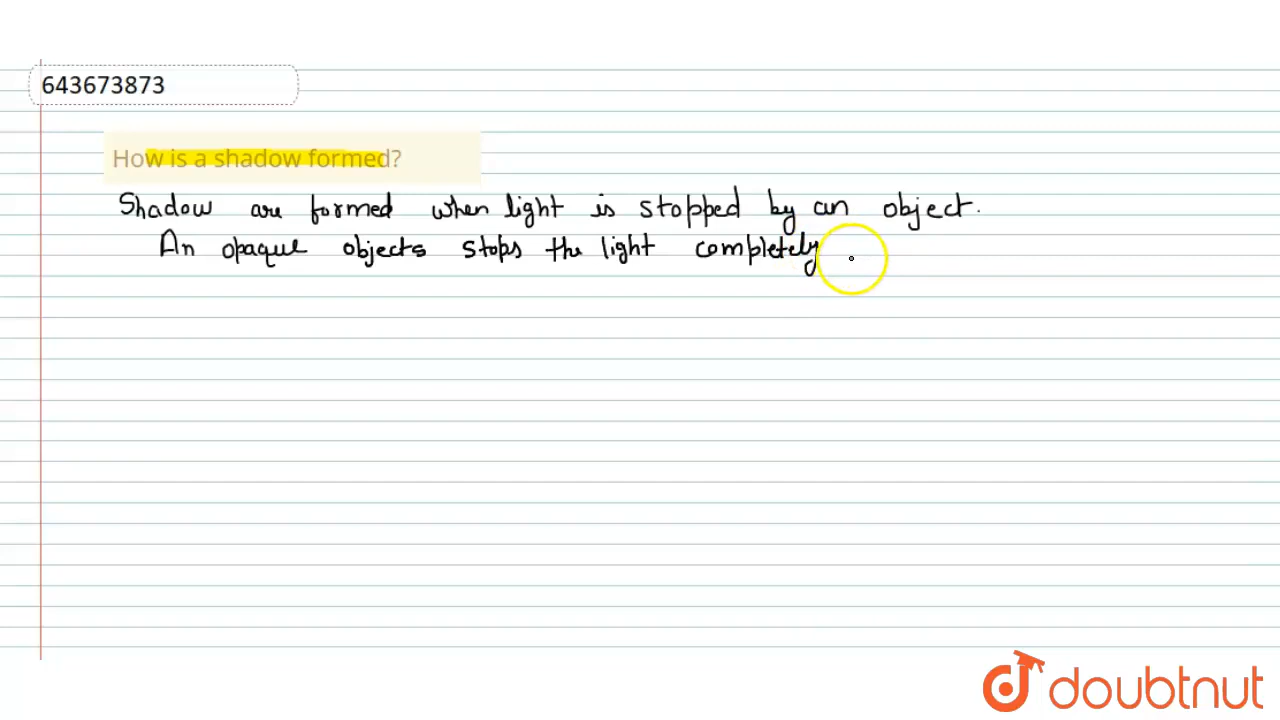 643673873
How is a shadow formed?
Shadow are formed when light is stopped by an object.
An opaque objects stops the light completely
doubtnut